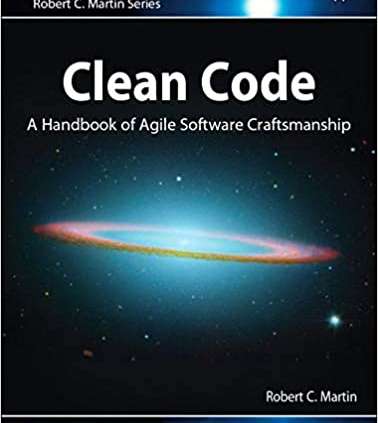 Robert C. Martin Series
Clean Code
A Handbook of Agile Software Craftsmanship
Robert C. Martin